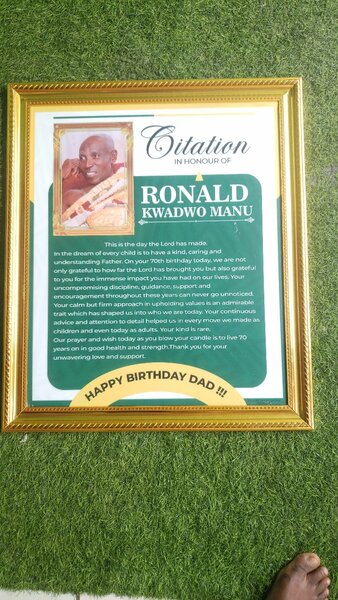 Citation
IN HONOUR OF
RONALD
KWADWO MANU
This is the day the Lord has made.
In the dream of every child is to have a kind, caring and
understanding Father. On your 70th birthday today, we are not
only grateful to how far the Lord has brought you but also grateful
to you for the immense impact you have had on our lives. Your
uncompromising discipline, guidance, support and
encouragement throughout these years can never go unnoticed.
Your calm but firm approach in upholding values is an admirable
trait which has shaped us into who we are today. Your continuous
advice and attention to detail helped us in every move we made as
children and even today as adults. Your kind is rare.
Our prayer and wish today as you blow your candle is to live 70
years on in good health and strength.Thank you for your
unwavering love and support.
HAPPY BIRTHDAY DAD !!!